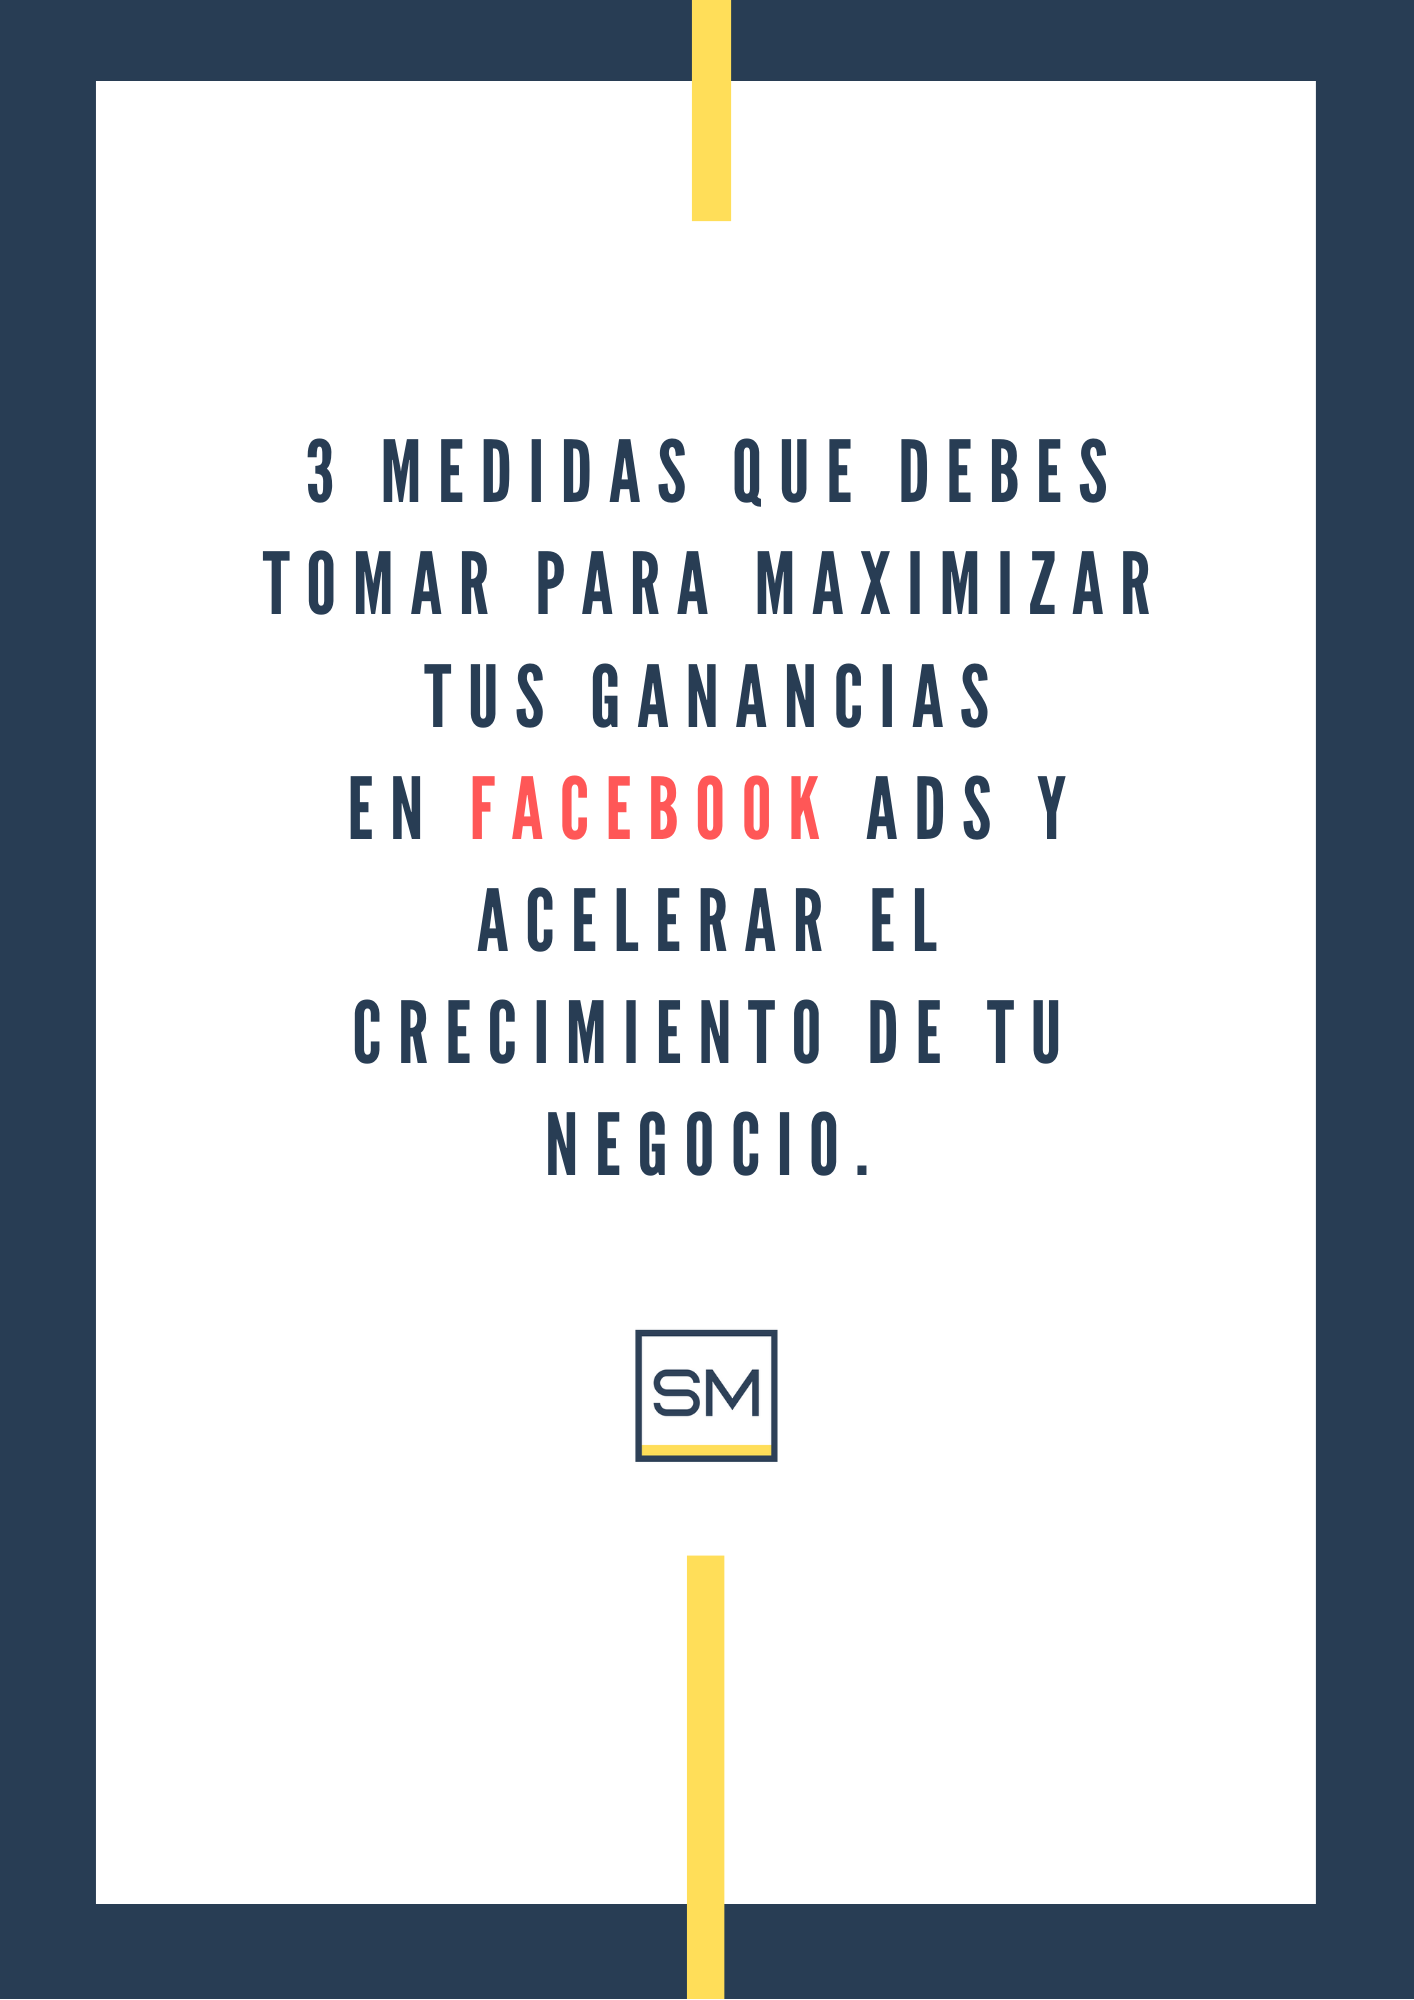 3 MEDIDAS QUE DEBES
TOMAR PARA MAXIMIZAR
TUS GANANCIAS
EN FACEBOOK ADS Y
ACELERAR EL
CRECIMIENTO DE TU
NEGOCIO.
SM